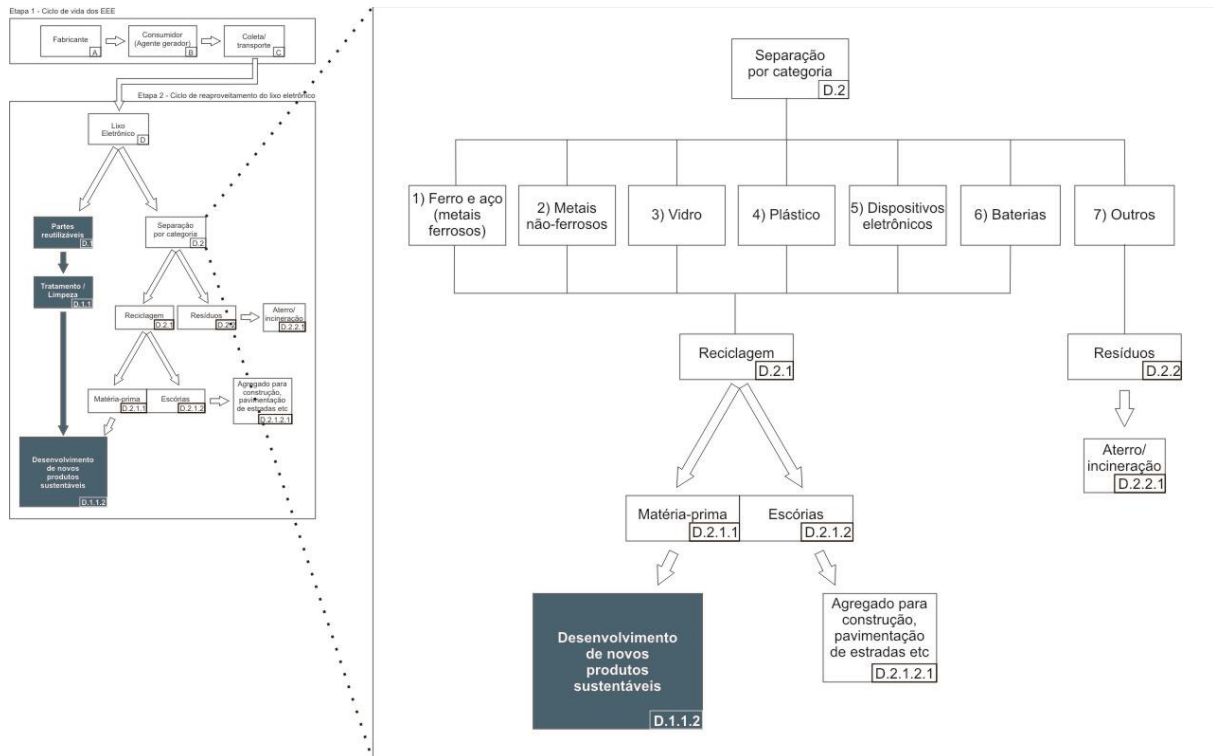 Etapa 1 - Ciclo de vida dos EEE
Fabricante
A
Consumidor
(Agente gerador)
B
Coleta/
transporte
C
Etapa 2 - Ciclo de reaproveitamento do lixo eletrônico
Lixo
Eletrônico
D
Partes
reutilizáveis
D.1
Separação
por categoria
D.2
Tratamento /
Limpeza
D.1.1
Reciclagem
D.2.1
Resíduos
D.2.2
Aterro/
incineração
D.2.2.1
Matéria-prima
D.2.1.1
Escórias
D.2.1.2
Agregado para
construção,
pavimentação
de estradas etc
D.2.1.2.1
Desenvolvimento
de novos
produtos
sustentáveis
D.1.1.2
Separação
por categoria
D.2
1) Ferro e aço
(metais
ferrosos)
2) Metais
não-ferrosos
3) Vidro
4) Plástico
5) Dispositivos
eletrônicos
6) Baterias
7) Outros
Reciclagem
D.2.1
Resíduos
D.2.2
Aterro/
incineração
D.2.2.1
Matéria-prima
D.2.1.1
Escórias
D.2.1.2
Desenvolvimento
de novos
produtos
sustentáveis
D.1.1.2
Agregado para
construção,
pavimentação
de estradas etc
D.2.1.2.1